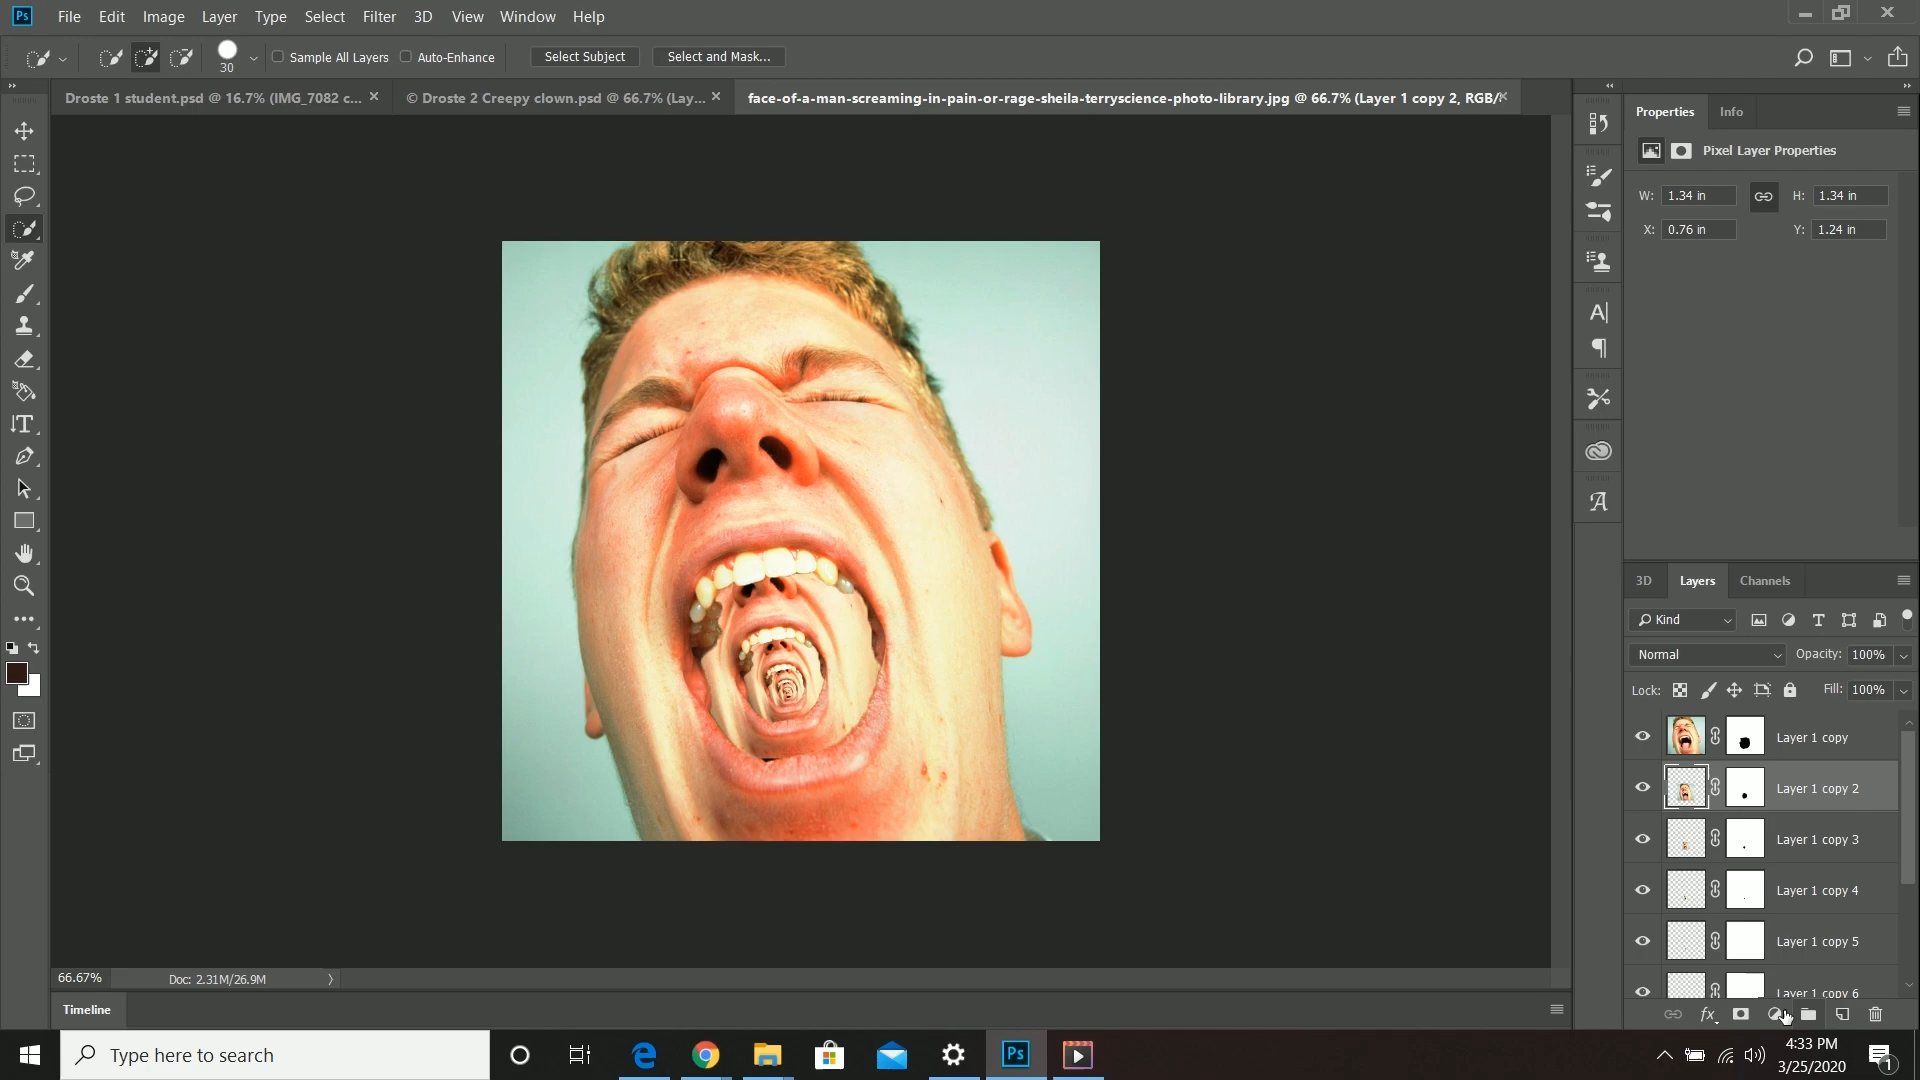 Ps File Edit Image Layer Type Select Filter 3D View Window Help
30 Sample All Layers Auto-Enhance Select Subject Select and Mask...
Droste 1 student.psd @ 16.7% (IMG_7082 c... © Droste 2 Creepy clown.psd @ 66.7% (Lay... face-of-a-man-screaming-in-pain-or-rage-sheila-terryscience-photo-library.jpg @ 66.7% (Layer 1 copy 2, RGB/
Properties Info
Pixel Layer Properties
W: 1.34 in H: 1.34 in
X: 0.76 in Y: 1.24 in
3D Layers Channels
Kind
Normal Opacity: 100%
Lock: Fill: 100%
Layer 1 copy
Layer 1 copy 2
Layer 1 copy 3
Layer 1 copy 4
Layer 1 copy 5
Layer 1 copy 6
fx
66.67% Doc: 2.31M/26.9M
Timeline
Type here to search
Ps
4:33 PM
3/25/2020
1